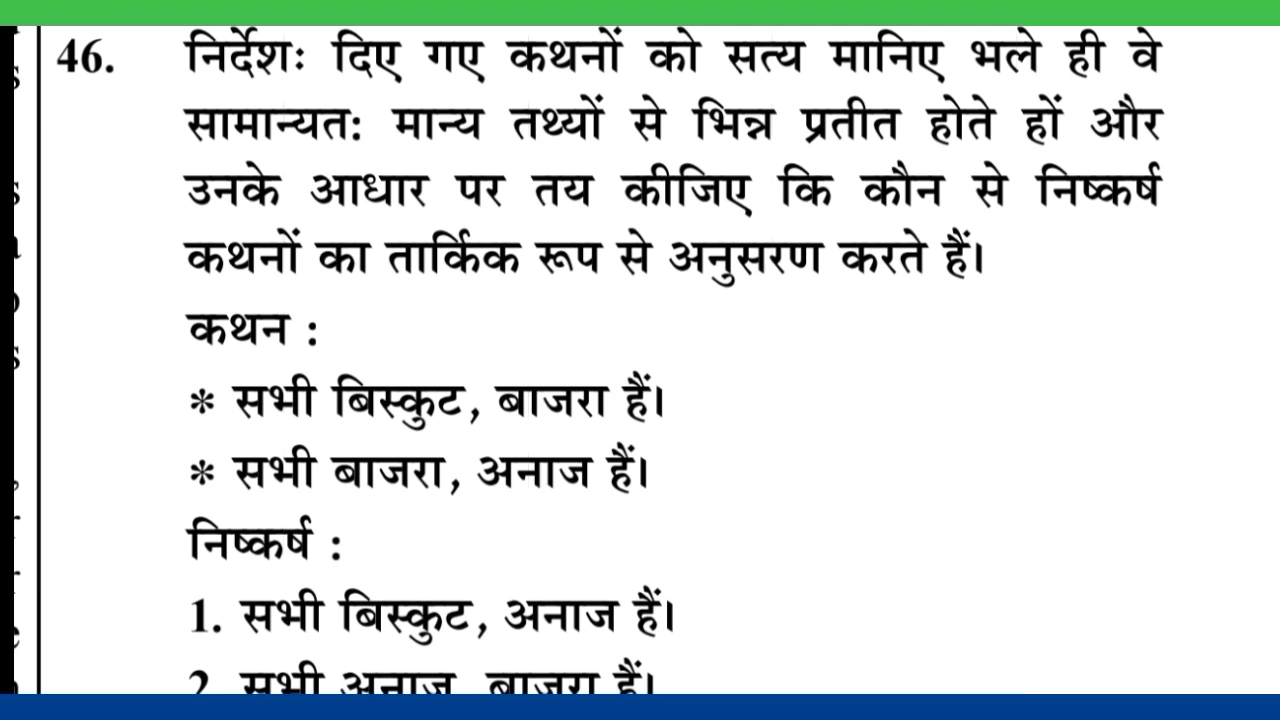 46. निर्देशः दिए गए कथनों को सत्य मानिए भले ही वे
सामान्यत: मान्य तथ्यों से भिन्न प्रतीत होते हों और
उनके आधार पर तय कीजिए कि कौन से निष्कर्ष
कथनों का तार्किक रूप से अनुसरण करते हैं।
कथन :
* सभी बिस्कुट, बाजरा हैं।
* सभी बाजरा, अनाज हैं।
निष्कर्ष :
1. सभी बिस्कुट, अनाज हैं।
2. सभी अनाज, बाजरा हैं।